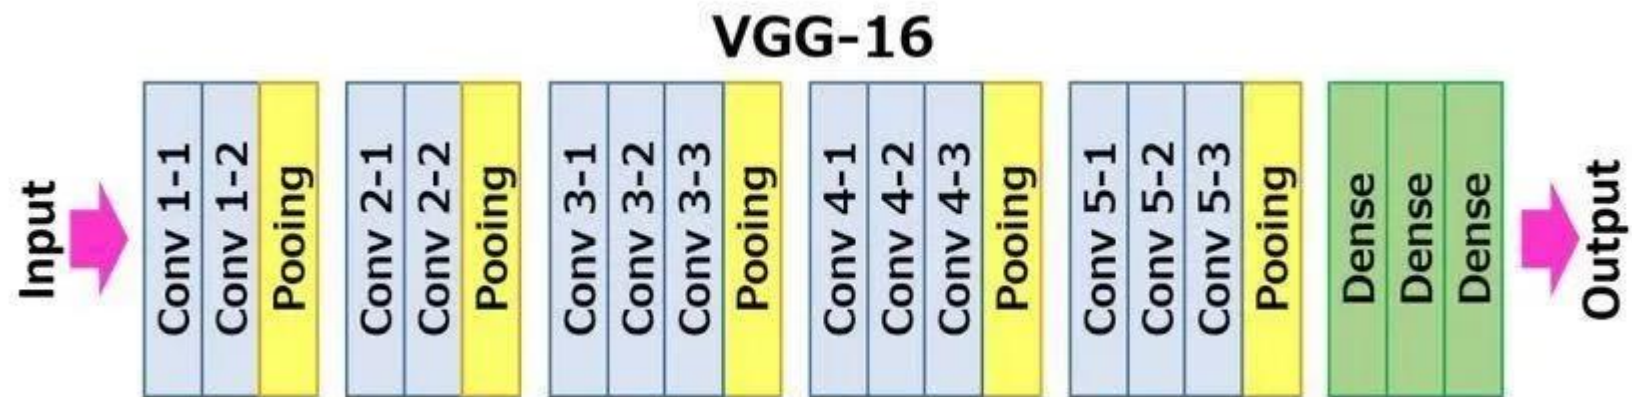 VGG-16
Input
Conv 1-1
Conv 1-2
Pooing
Conv 2-1
Conv 2-2
Pooing
Conv 3-1
Conv 3-2
Conv 3-3
Pooing
Conv 4-1
Conv 4-2
Conv 4-3
Pooing
Conv 5-1
Conv 5-2
Conv 5-3
Pooing
Dense
Dense
Dense
Output